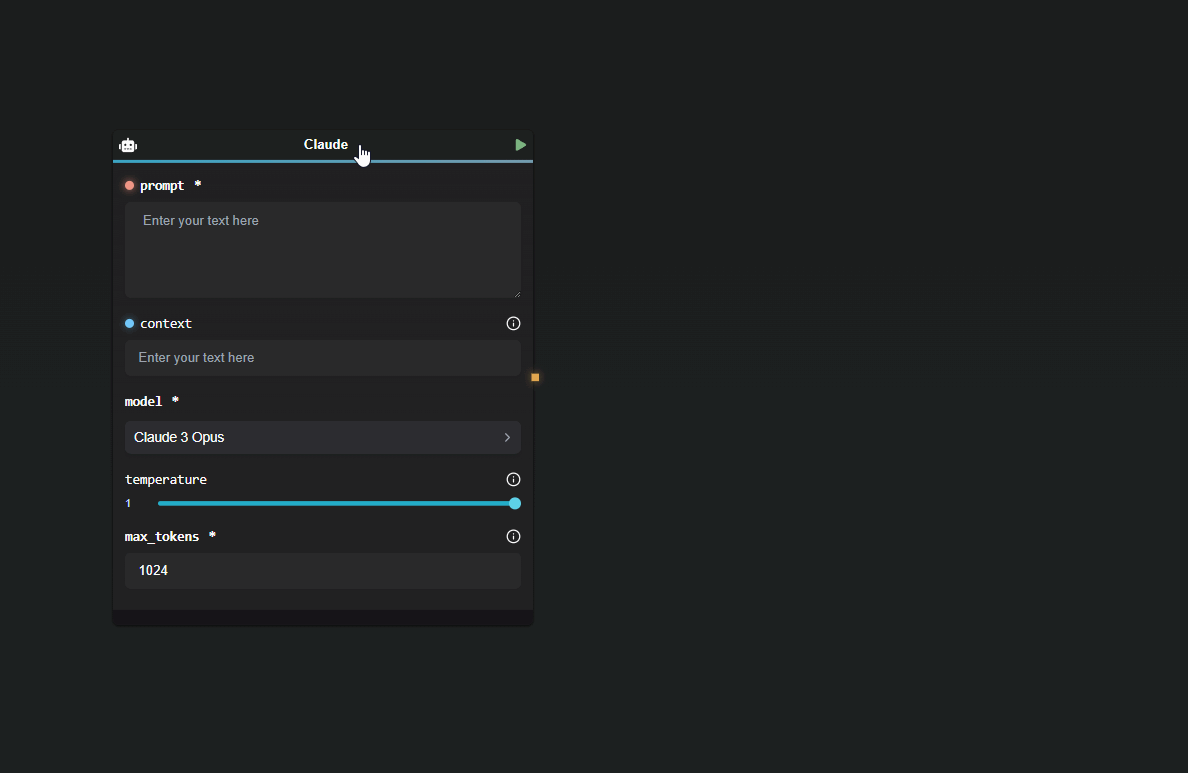 Claude
prompt *
Enter your text here
context
Enter your text here
model *
Claude 3 Opus
temperature
1
max_tokens *
1024